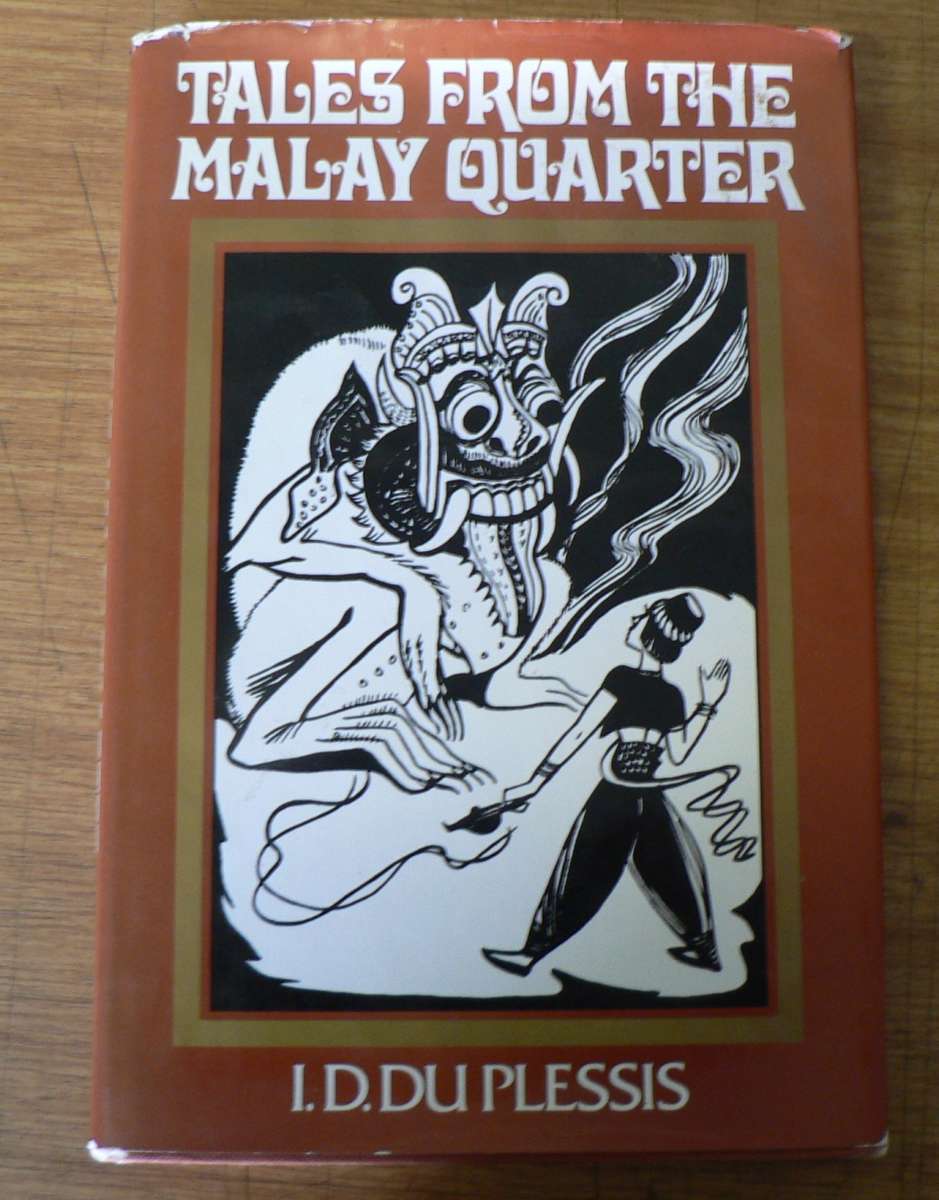 TALES FROM THE
MALAY QUARTER
I.D. DU PLESSIS